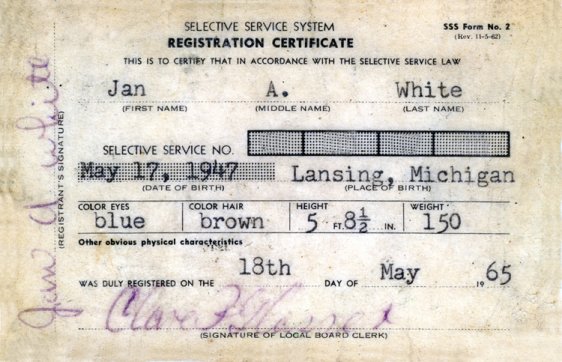 SELECTIVE SERVICE SYSTEM
SSS Form No. 2
(Rev. 11-5-62)
REGISTRATION CERTIFICATE
THIS IS TO CERTIFY THAT IN ACCORDANCE WITH THE SELECTIVE SERVICE LAW
Jan A. White
(FIRST NAME) (MIDDLE NAME) (LAST NAME)
SELECTIVE SERVICE NO.
May 17, 1947 Lansing, Michigan
(DATE OF BIRTH) (PLACE OF BIRTH)
COLOR EYES COLOR HAIR HEIGHT WEIGHT
blue brown 5 FT. 8½ IN. 150
Other obvious physical characteristics
WAS DULY REGISTERED ON THE 18th DAY OF May 1965
(SIGNATURE OF LOCAL BOARD CLERK)
Jan A White
(REGISTRANT'S SIGNATURE)